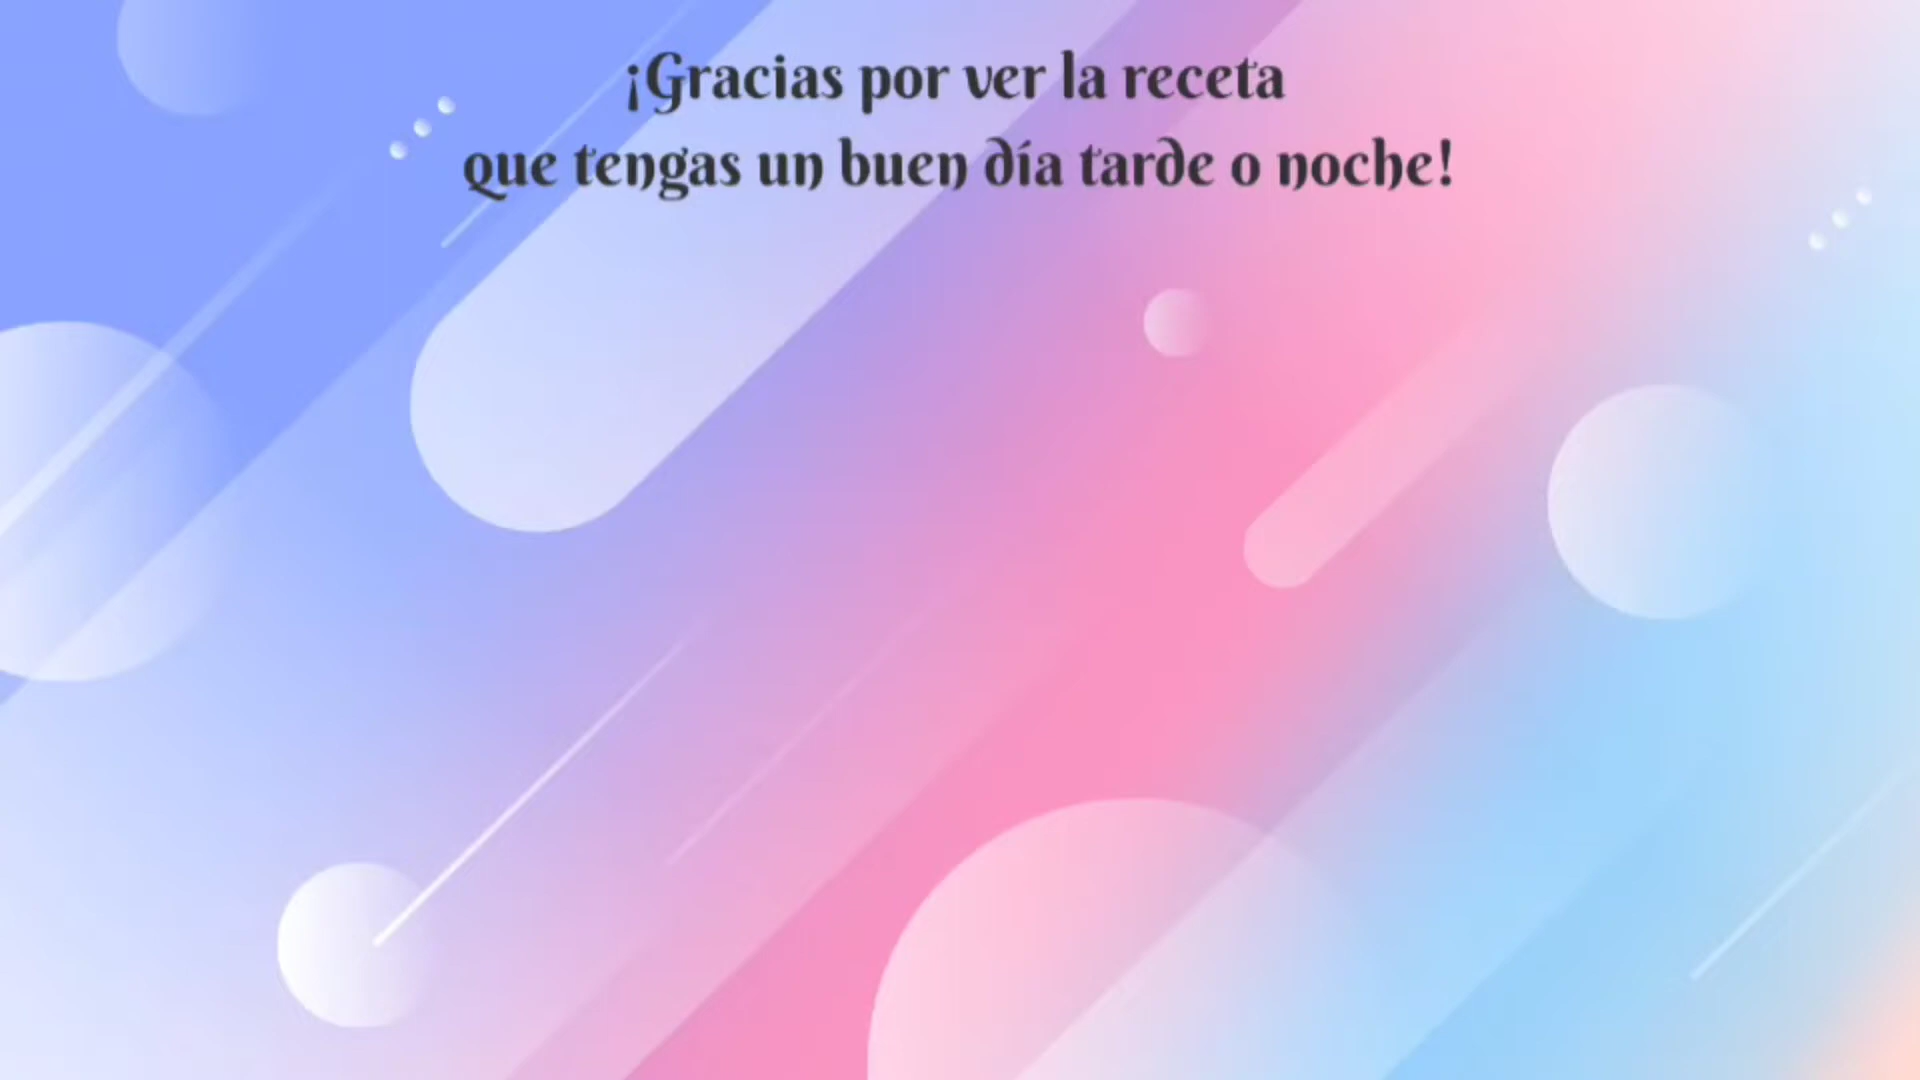 ¡Gracias por ver la receta
que tengas un buen día tarde o noche!